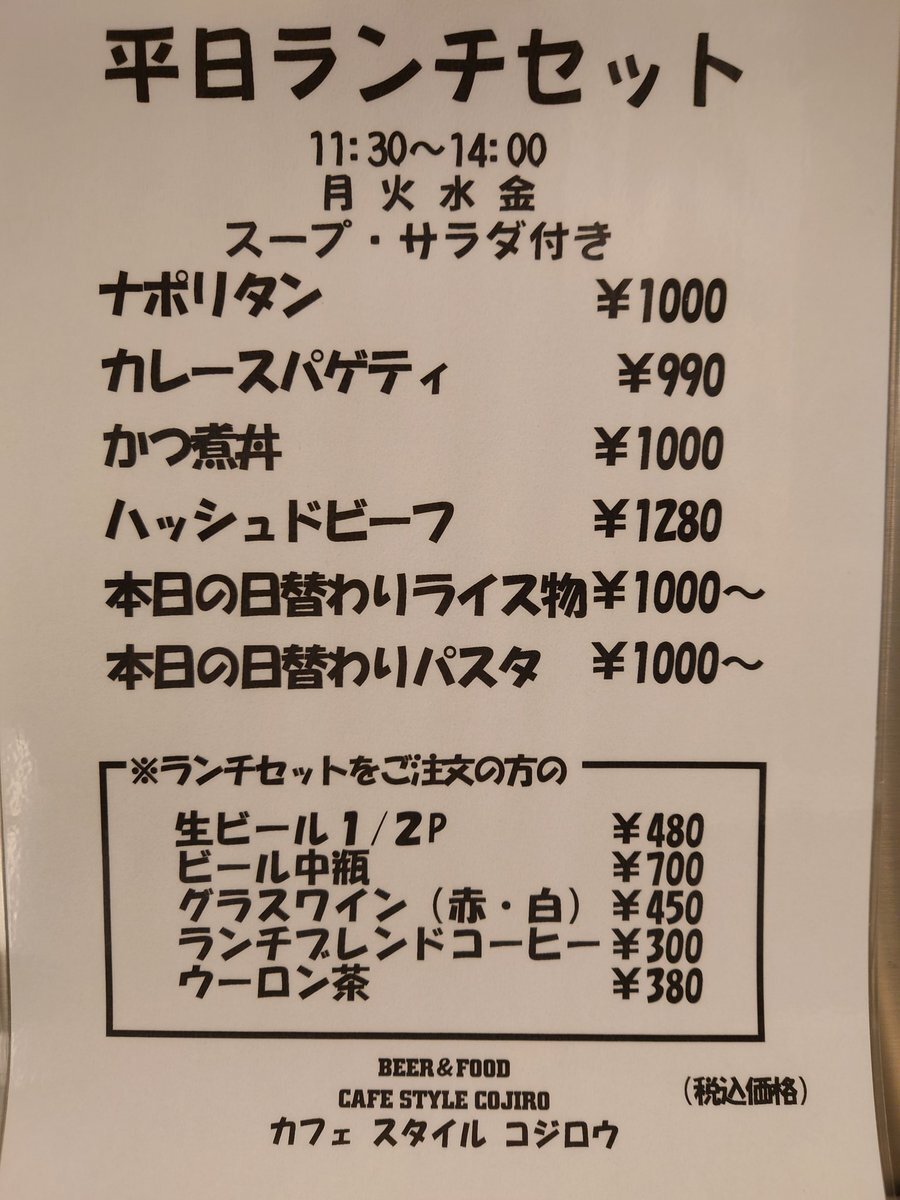 平日ランチセット
11:30～14:00
月 火 水 金
スープ・サラダ付き
ナポリタン ￥1000
カレースパゲティ ￥990
かつ煮丼 ￥1000
ハッシュドビーフ ￥1280
本日の日替わりライス物 ￥1000～
本日の日替わりパスタ ￥1000～
※ランチセットをご注文の方の
生ビール1/2P ￥480
ビール中瓶 ￥700
グラスワイン（赤・白） ￥450
ランチブレンドコーヒー ￥300
ウーロン茶 ￥380
BEER＆FOOD
CAFE STYLE COJIRO
（税込価格）
カフェ スタイル コジロウ